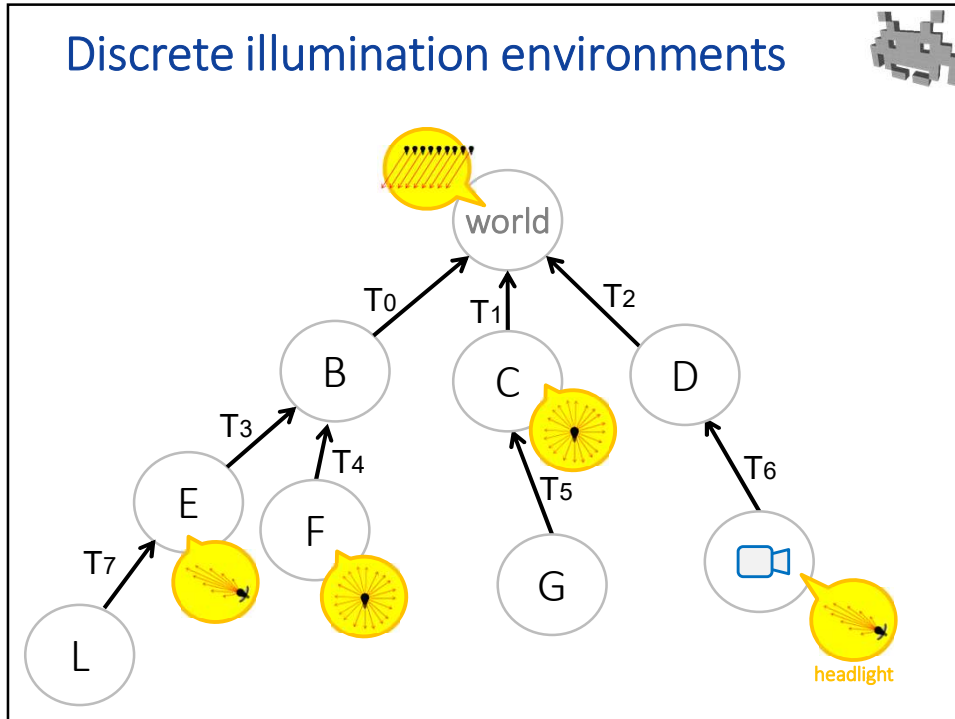 Discrete illumination environments
world
T0
T1
T2
B
C
D
T3
T4
T5
T6
E
F
G
T7
L
headlight